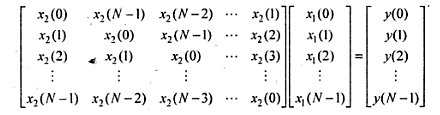 x₂(0) x₂(N−1) x₂(N−2) ⋯ x₂(1) x₁(0) y(0)
x₂(1) x₂(0) x₂(N−1) ⋯ x₂(2) x₁(1) y(1)
x₂(2) x₂(1) x₂(0) ⋯ x₂(3) x₁(2) = y(2)
⋮ ⋮ ⋮ ⋮ ⋮ ⋮
x₂(N−1) x₂(N−2) x₂(N−3) ⋯ x₂(0) x₁(N−1) y(N−1)